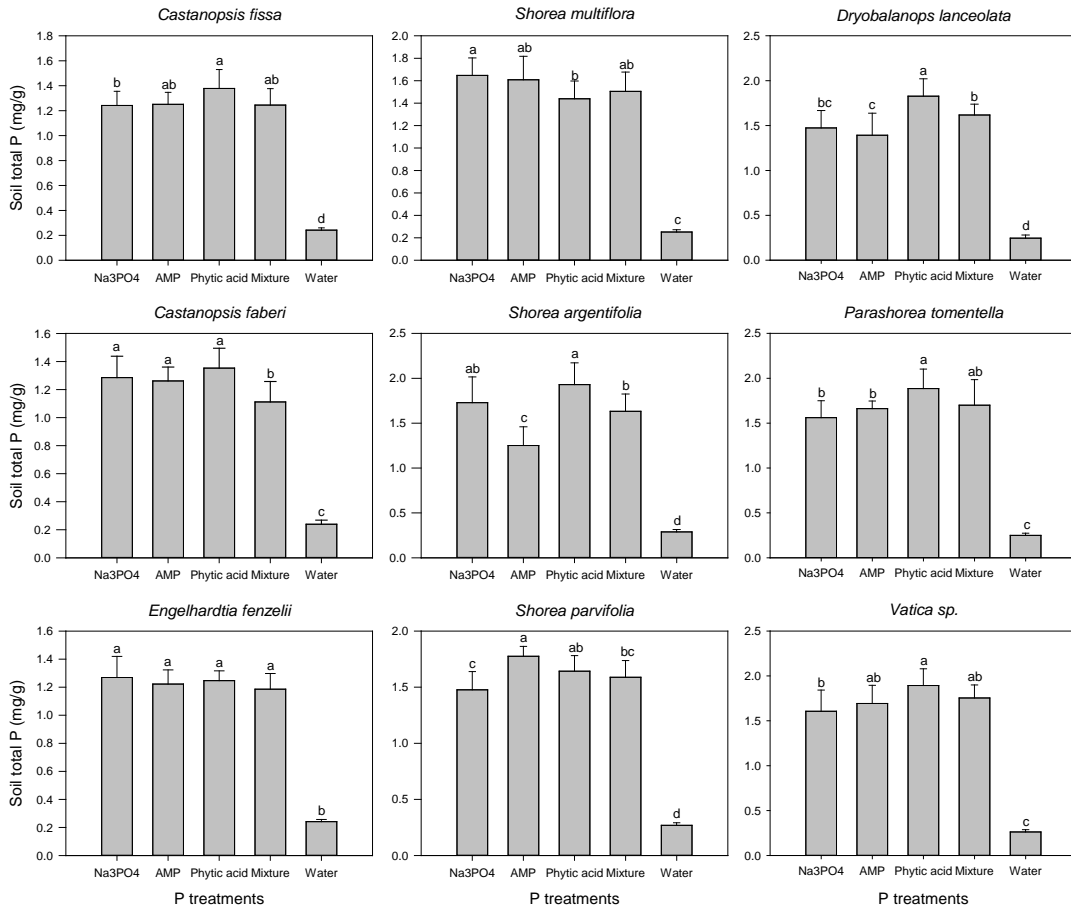 Castanopsis fissa
Shorea multiflora
Dryobalanops lanceolata
Soil total P (mg/g)
1.8
1.6
1.4
1.2
1.0
0.8
0.6
0.4
0.2
0.0
b
ab
a
ab
d
Na3PO4 AMP Phytic acid Mixture Water
2.0
1.8
1.6
1.4
1.2
1.0
0.8
0.6
0.4
0.2
0.0
a
ab
b
ab
c
Na3PO4 AMP Phytic acid Mixture Water
2.5
2.0
1.5
1.0
0.5
0.0
bc
c
a
b
d
Na3PO4 AMP Phytic acid Mixture Water
Castanopsis faberi
Shorea argentifolia
Parashorea tomentella
Soil total P (mg/g)
1.6
1.4
1.2
1.0
0.8
0.6
0.4
0.2
0.0
a
a
a
b
c
Na3PO4 AMP Phytic acid Mixture Water
2.5
2.0
1.5
1.0
0.5
0.0
ab
c
a
b
d
Na3PO4 AMP Phytic acid Mixture Water
2.5
2.0
1.5
1.0
0.5
0.0
b
b
a
ab
c
Na3PO4 AMP Phytic acid Mixture Water
Engelhardtia fenzelii
Shorea parvifolia
Vatica sp.
Soil total P (mg/g)
1.6
1.4
1.2
1.0
0.8
0.6
0.4
0.2
0.0
a
a
a
a
b
Na3PO4 AMP Phytic acid Mixture Water
P treatments
2.0
1.5
1.0
0.5
0.0
c
a
ab
bc
d
Na3PO4 AMP Phytic acid Mixture Water
P treatments
2.5
2.0
1.5
1.0
0.5
0.0
b
ab
a
ab
c
Na3PO4 AMP Phytic acid Mixture Water
P treatments